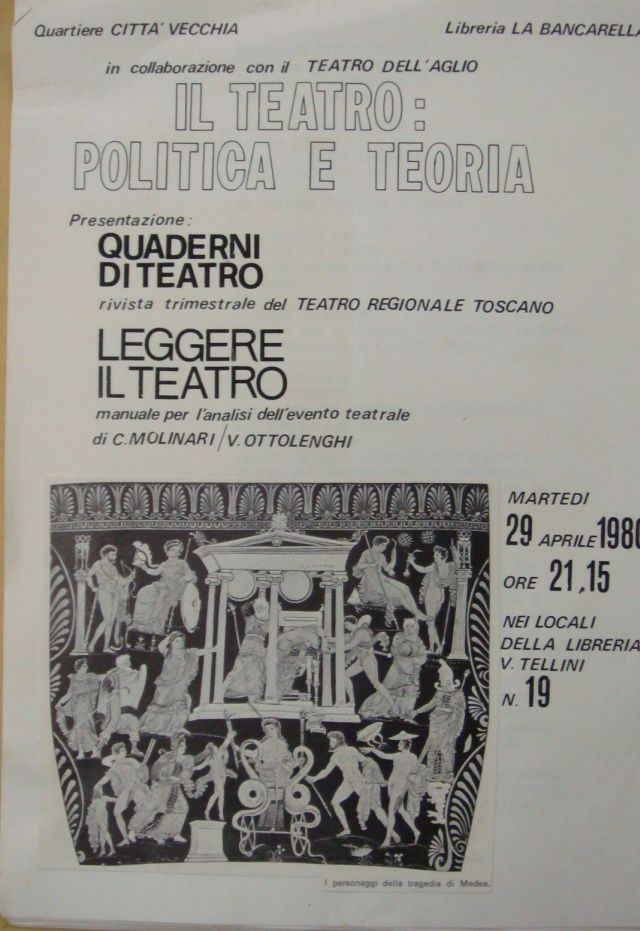 Quartiere CITTA' VECCHIA
Libreria LA BANCARELLA
in collaborazione con il TEATRO DELL'AGLIO
IL TEATRO:
POLITICA E TEORIA
Presentazione:
QUADERNI
DI TEATRO
rivista trimestrale del TEATRO REGIONALE TOSCANO
LEGGERE
IL TEATRO
manuale per l'analisi dell'evento teatrale
di C.MOLINARI/V.OTTOLENGHI
MARTEDI
29 APRILE 1980
ORE 21,15
NEI LOCALI
DELLA LIBRERIA
V. TELLINI
N. 19
I personaggi della tragedia di Medea.